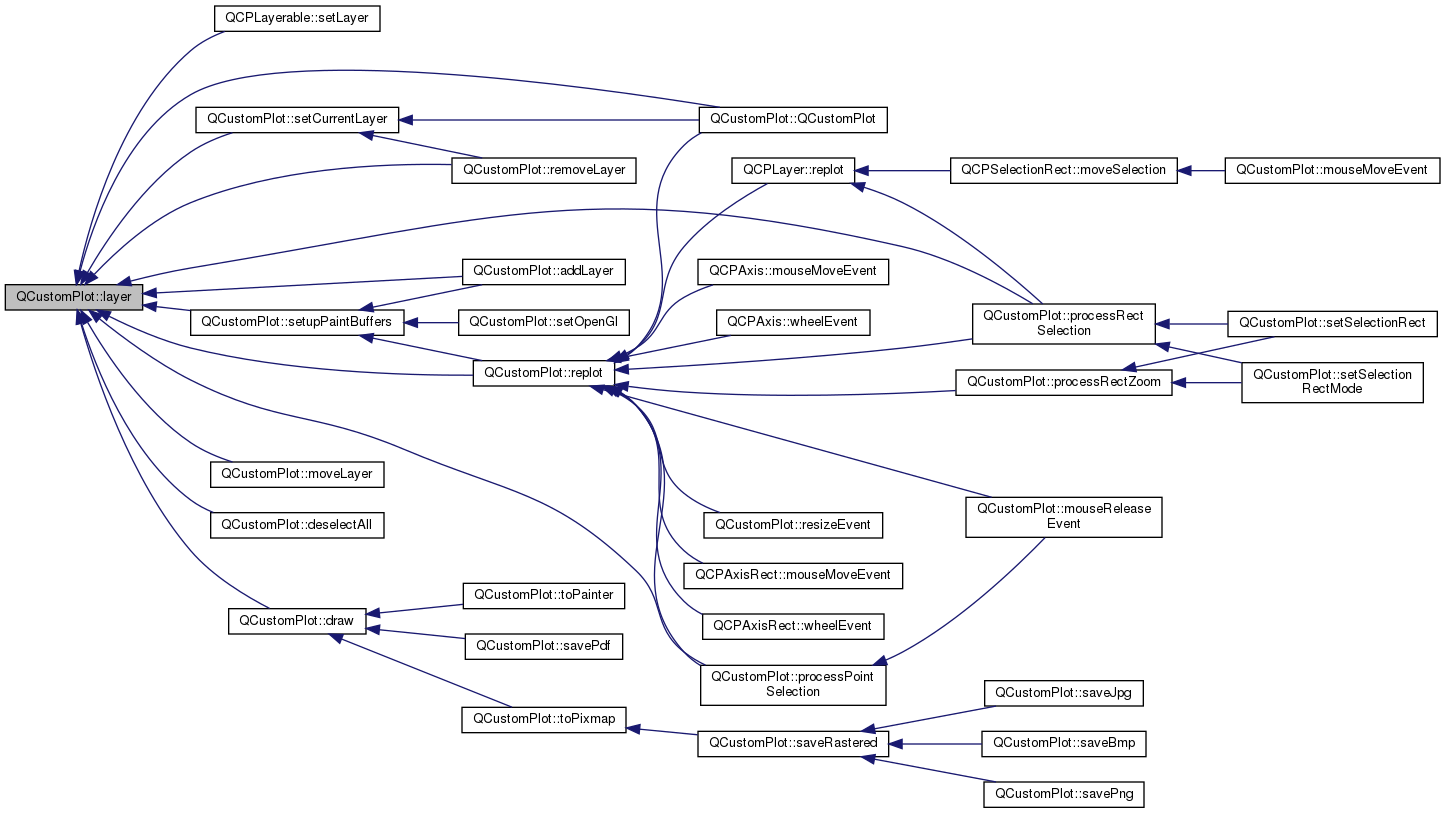 QCPLayerable::setLayer
QCustomPlot::setCurrentLayer
QCustomPlot::QCustomPlot
QCustomPlot::removeLayer
QCPLayer::replot
QCPSelectionRect::moveSelection
QCustomPlot::mouseMoveEvent
QCustomPlot::addLayer
QCPAxis::mouseMoveEvent
QCustomPlot::layer
QCustomPlot::setupPaintBuffers
QCustomPlot::setOpenGl
QCPAxis::wheelEvent
QCustomPlot::processRect
Selection
QCustomPlot::setSelectionRect
QCustomPlot::replot
QCustomPlot::processRectZoom
QCustomPlot::setSelection
RectMode
QCustomPlot::moveLayer
QCustomPlot::deselectAll
QCustomPlot::resizeEvent
QCustomPlot::mouseRelease
Event
QCPAxisRect::mouseMoveEvent
QCustomPlot::draw
QCustomPlot::toPainter
QCPAxisRect::wheelEvent
QCustomPlot::savePdf
QCustomPlot::processPoint
Selection
QCustomPlot::saveJpg
QCustomPlot::toPixmap
QCustomPlot::saveRastered
QCustomPlot::saveBmp
QCustomPlot::savePng